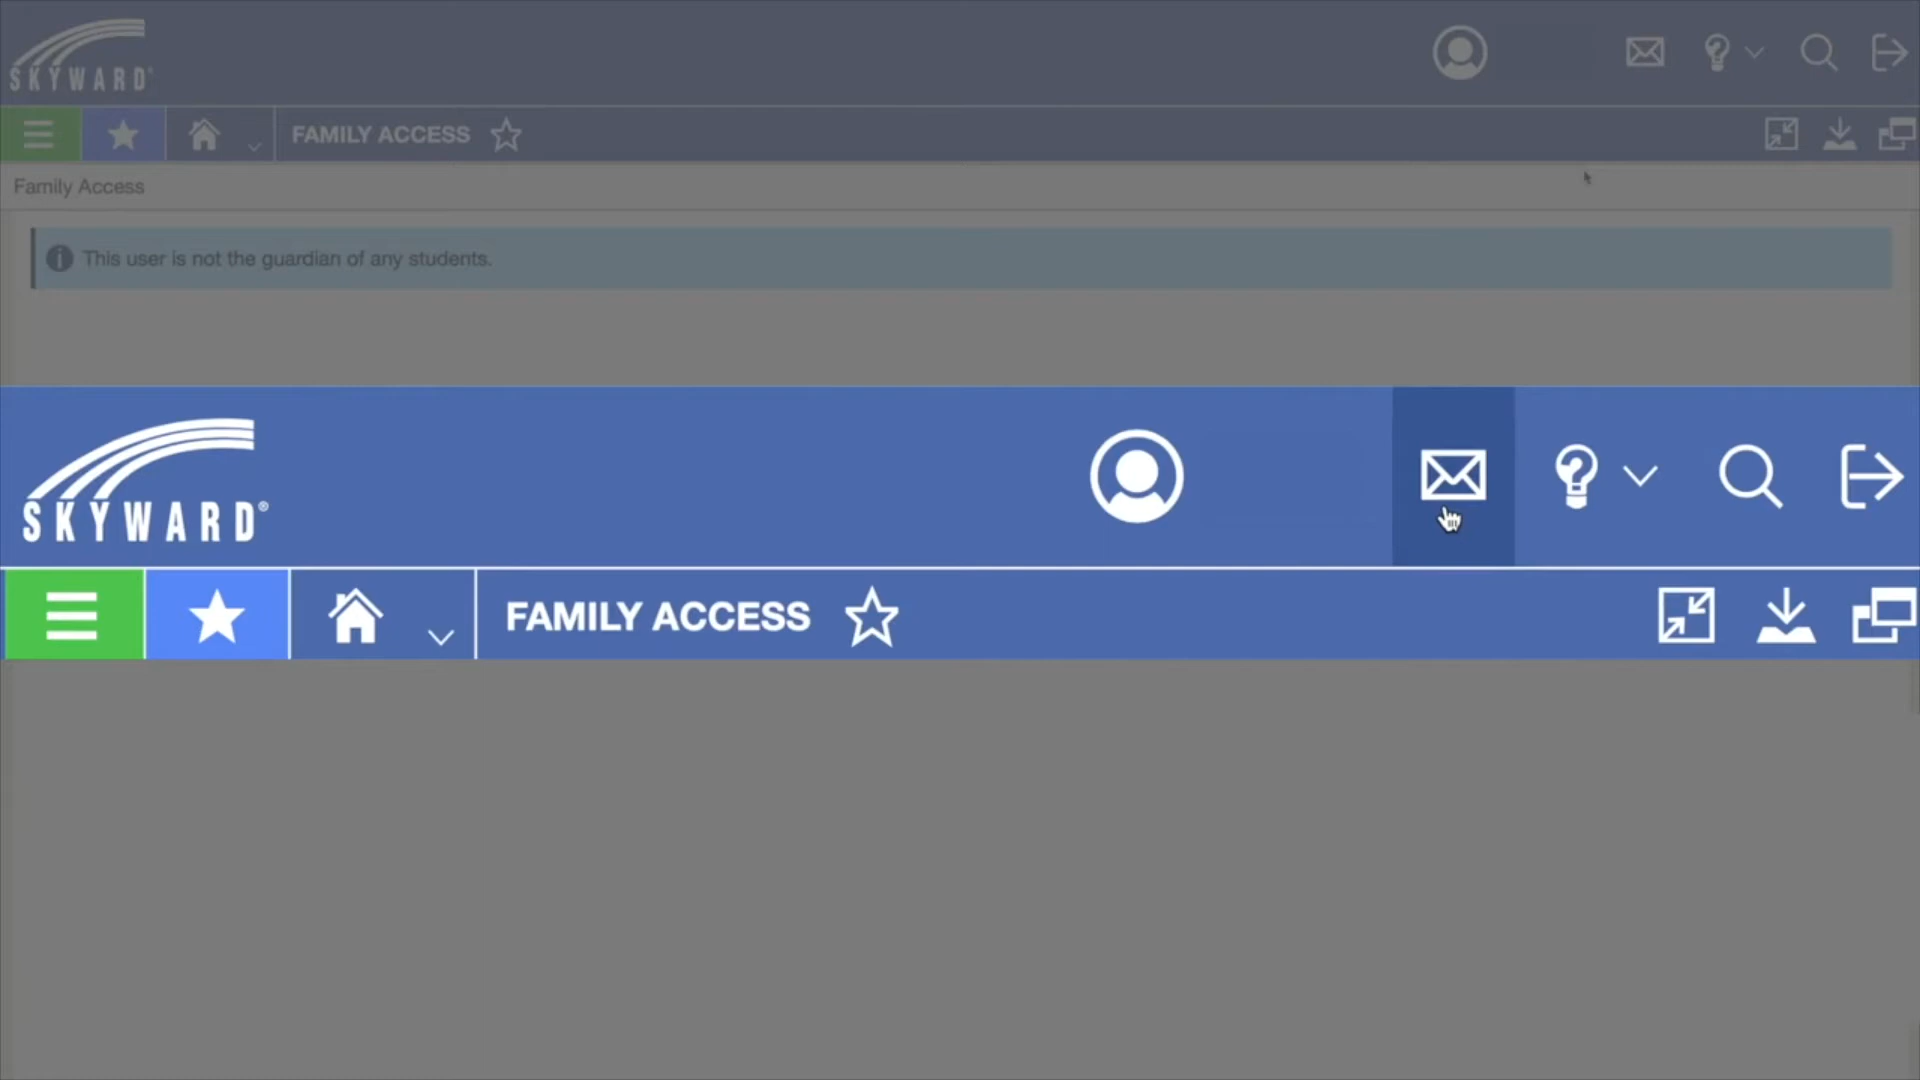 SKYWARD®
FAMILY ACCESS
Family Access
This user is not the guardian of any students.
SKYWARD®
FAMILY ACCESS